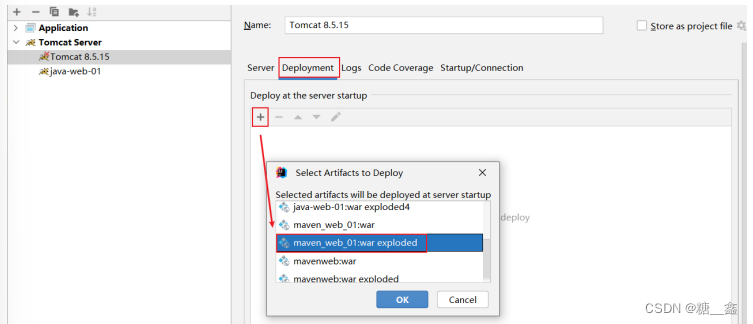 Application
Tomcat Server
Tomcat 8.5.15
java-web-01
Name: Tomcat 8.5.15
Store as project file
Server Deployment Logs Code Coverage Startup/Connection
Deploy at the server startup
deploy
Select Artifacts to Deploy
Selected artifacts will be deployed at server startup
java-web-01:war exploded4
maven_web_01:war
maven_web_01:war exploded
mavenweb:war
mavenweb:war exploded
OK Cancel
CSDN @糖__鑫